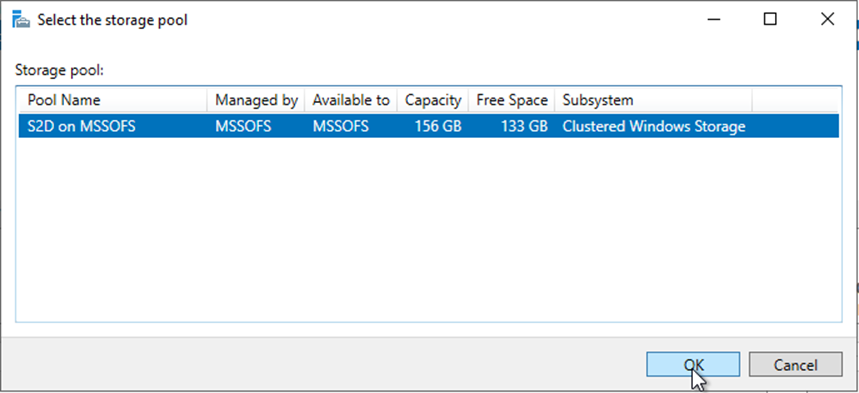 Select the storage pool
Storage pool:
Pool Name Managed by Available to Capacity Free Space Subsystem
S2D on MSSOFS MSSOFS MSSOFS 156 GB 133 GB Clustered Windows Storage
OK Cancel